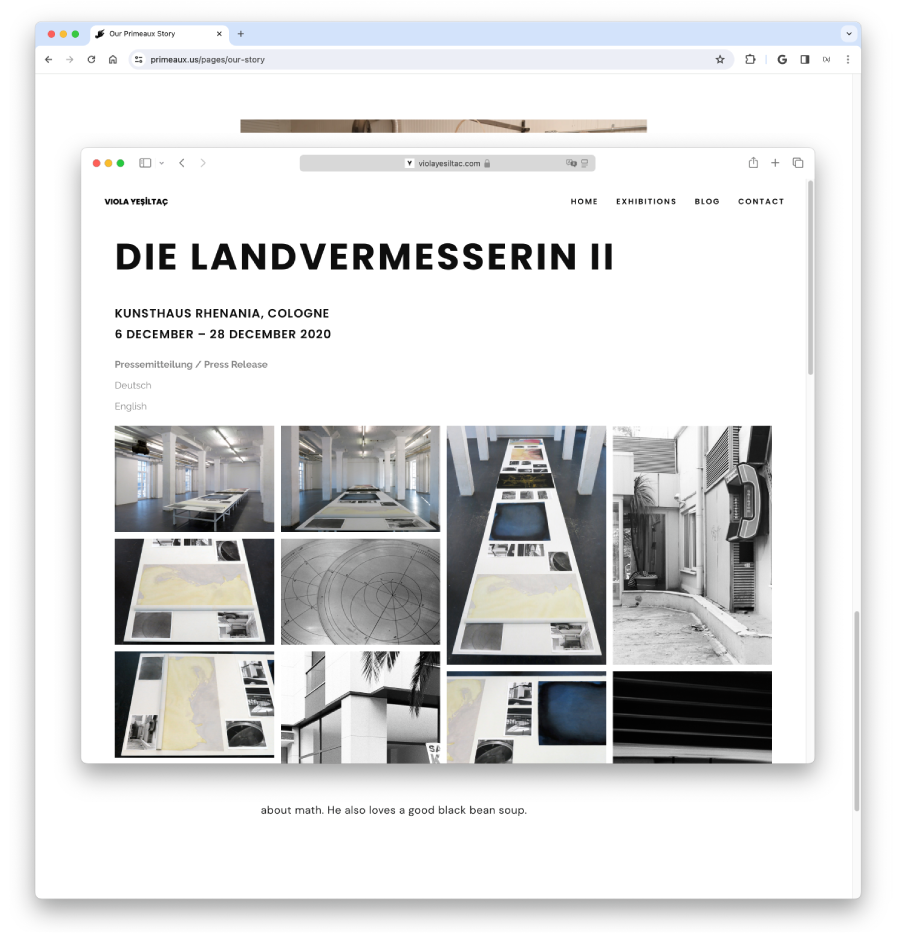 Our Primeaux Story
primeaux.us/pages/our-story
violayesiltac.com
VIOLA YEŞİLTAÇ
HOME EXHIBITIONS BLOG CONTACT
DIE LANDVERMESSERIN II
KUNSTHAUS RHENANIA, COLOGNE
6 DECEMBER – 28 DECEMBER 2020
Pressemitteilung / Press Release
Deutsch
English
about math. He also loves a good black bean soup.